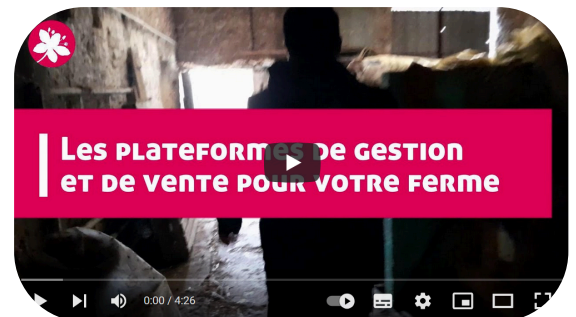 Les plateformes de gestion
et de vente pour votre ferme
0:00 / 4:26